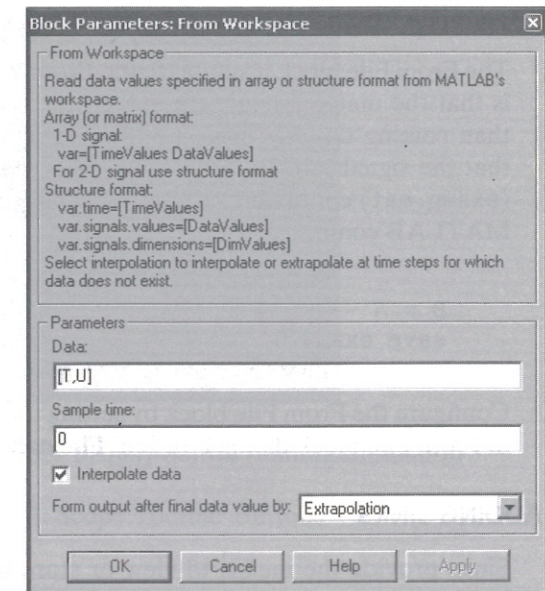 Block Parameters: From Workspace
From Workspace
Read data values specified in array or structure format from MATLAB's
workspace.
Array (or matrix) format:
1-D signal:
var=[TimeValues DataValues]
For 2-D signal use structure format
Structure format:
var.time=[TimeValues]
var.signals.values=[DataValues]
var.signals.dimensions=[DimValues]
Select interpolation to interpolate or extrapolate at time steps for which
data does not exist.
Parameters
Data:
[T,U]
Sample time:
0
Interpolate data
Form output after final data value by: Extrapolation
OK Cancel Help Apply